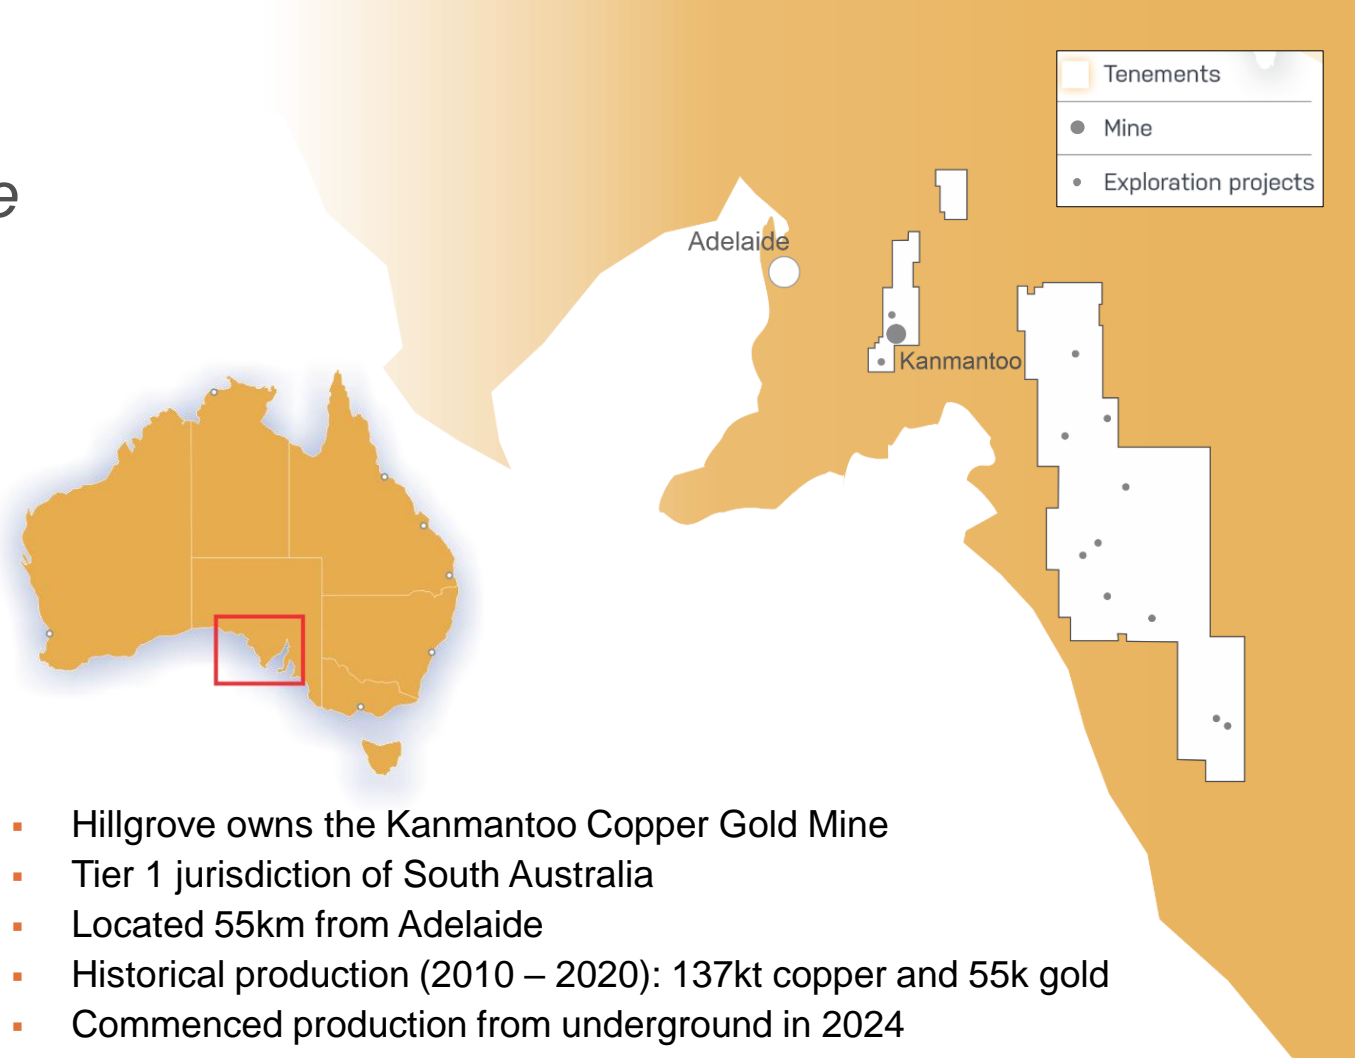 Tenements
Mine
Exploration projects
Adelaide
Kanmantoo
▪ Hillgrove owns the Kanmantoo Copper Gold Mine
▪ Tier 1 jurisdiction of South Australia
▪ Located 55km from Adelaide
▪ Historical production (2010 – 2020): 137kt copper and 55k gold
▪ Commenced production from underground in 2024